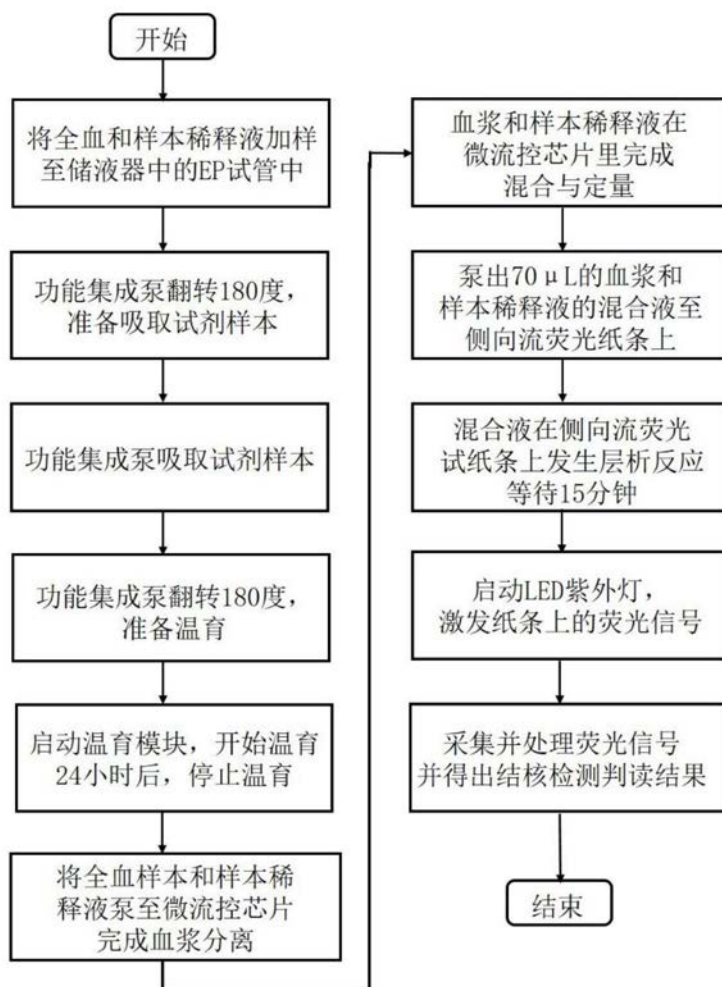 开始
将全血和样本稀释液加样
至储液器中的EP试管中
功能集成泵翻转180度，
准备吸取试剂样本
功能集成泵吸取试剂样本
功能集成泵翻转180度，
准备温育
启动温育模块，开始温育
24小时后，停止温育
将全血样本和样本稀
释液泵至微流控芯片
完成血浆分离
血浆和样本稀释液在
微流控芯片里完成
混合与定量
泵出70μL的血浆和
样本稀释液的混合液至
侧向流荧光纸条上
混合液在侧向流荧光
试纸条上发生层析反应
等待15分钟
启动LED紫外灯，
激发纸条上的荧光信号
采集并处理荧光信号
并得出结核检测判读结果
结束